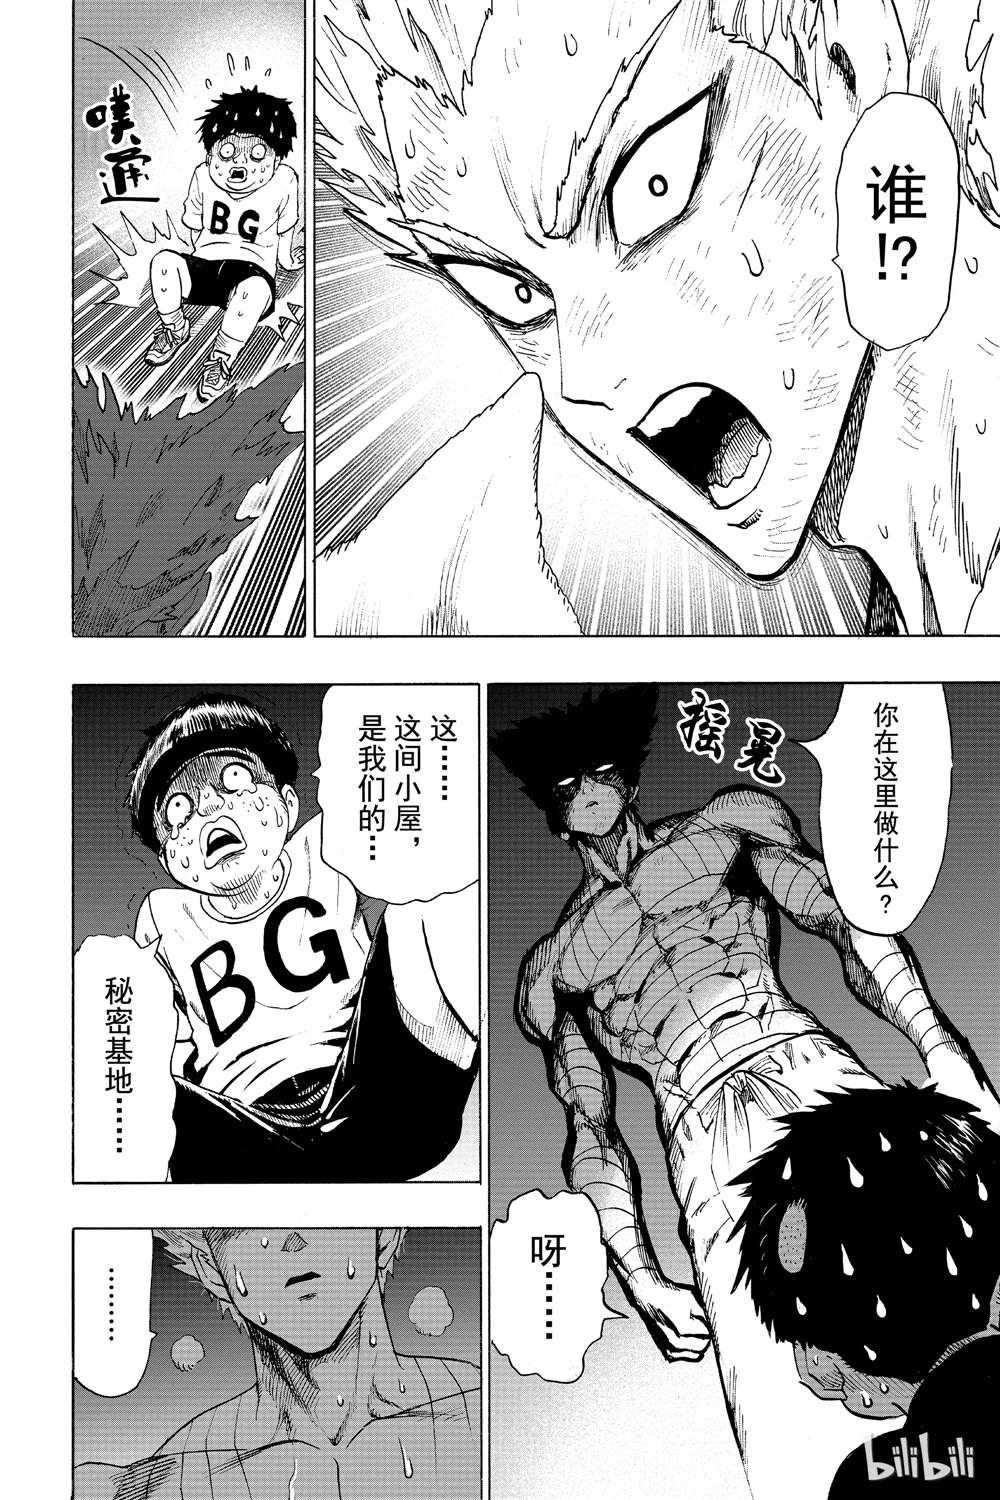 谁
!?
噗通
BG
你在这里做什么?
摇晃
呀……
这……
这间小屋，
是我们的…
BG
秘密基地……
………
bilibili